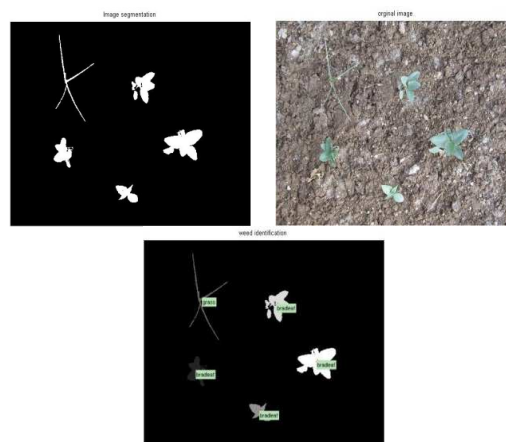 Image segmentation
orginal image
weed identification
grass
bradleaf
bradleaf
bradleaf
bradleaf